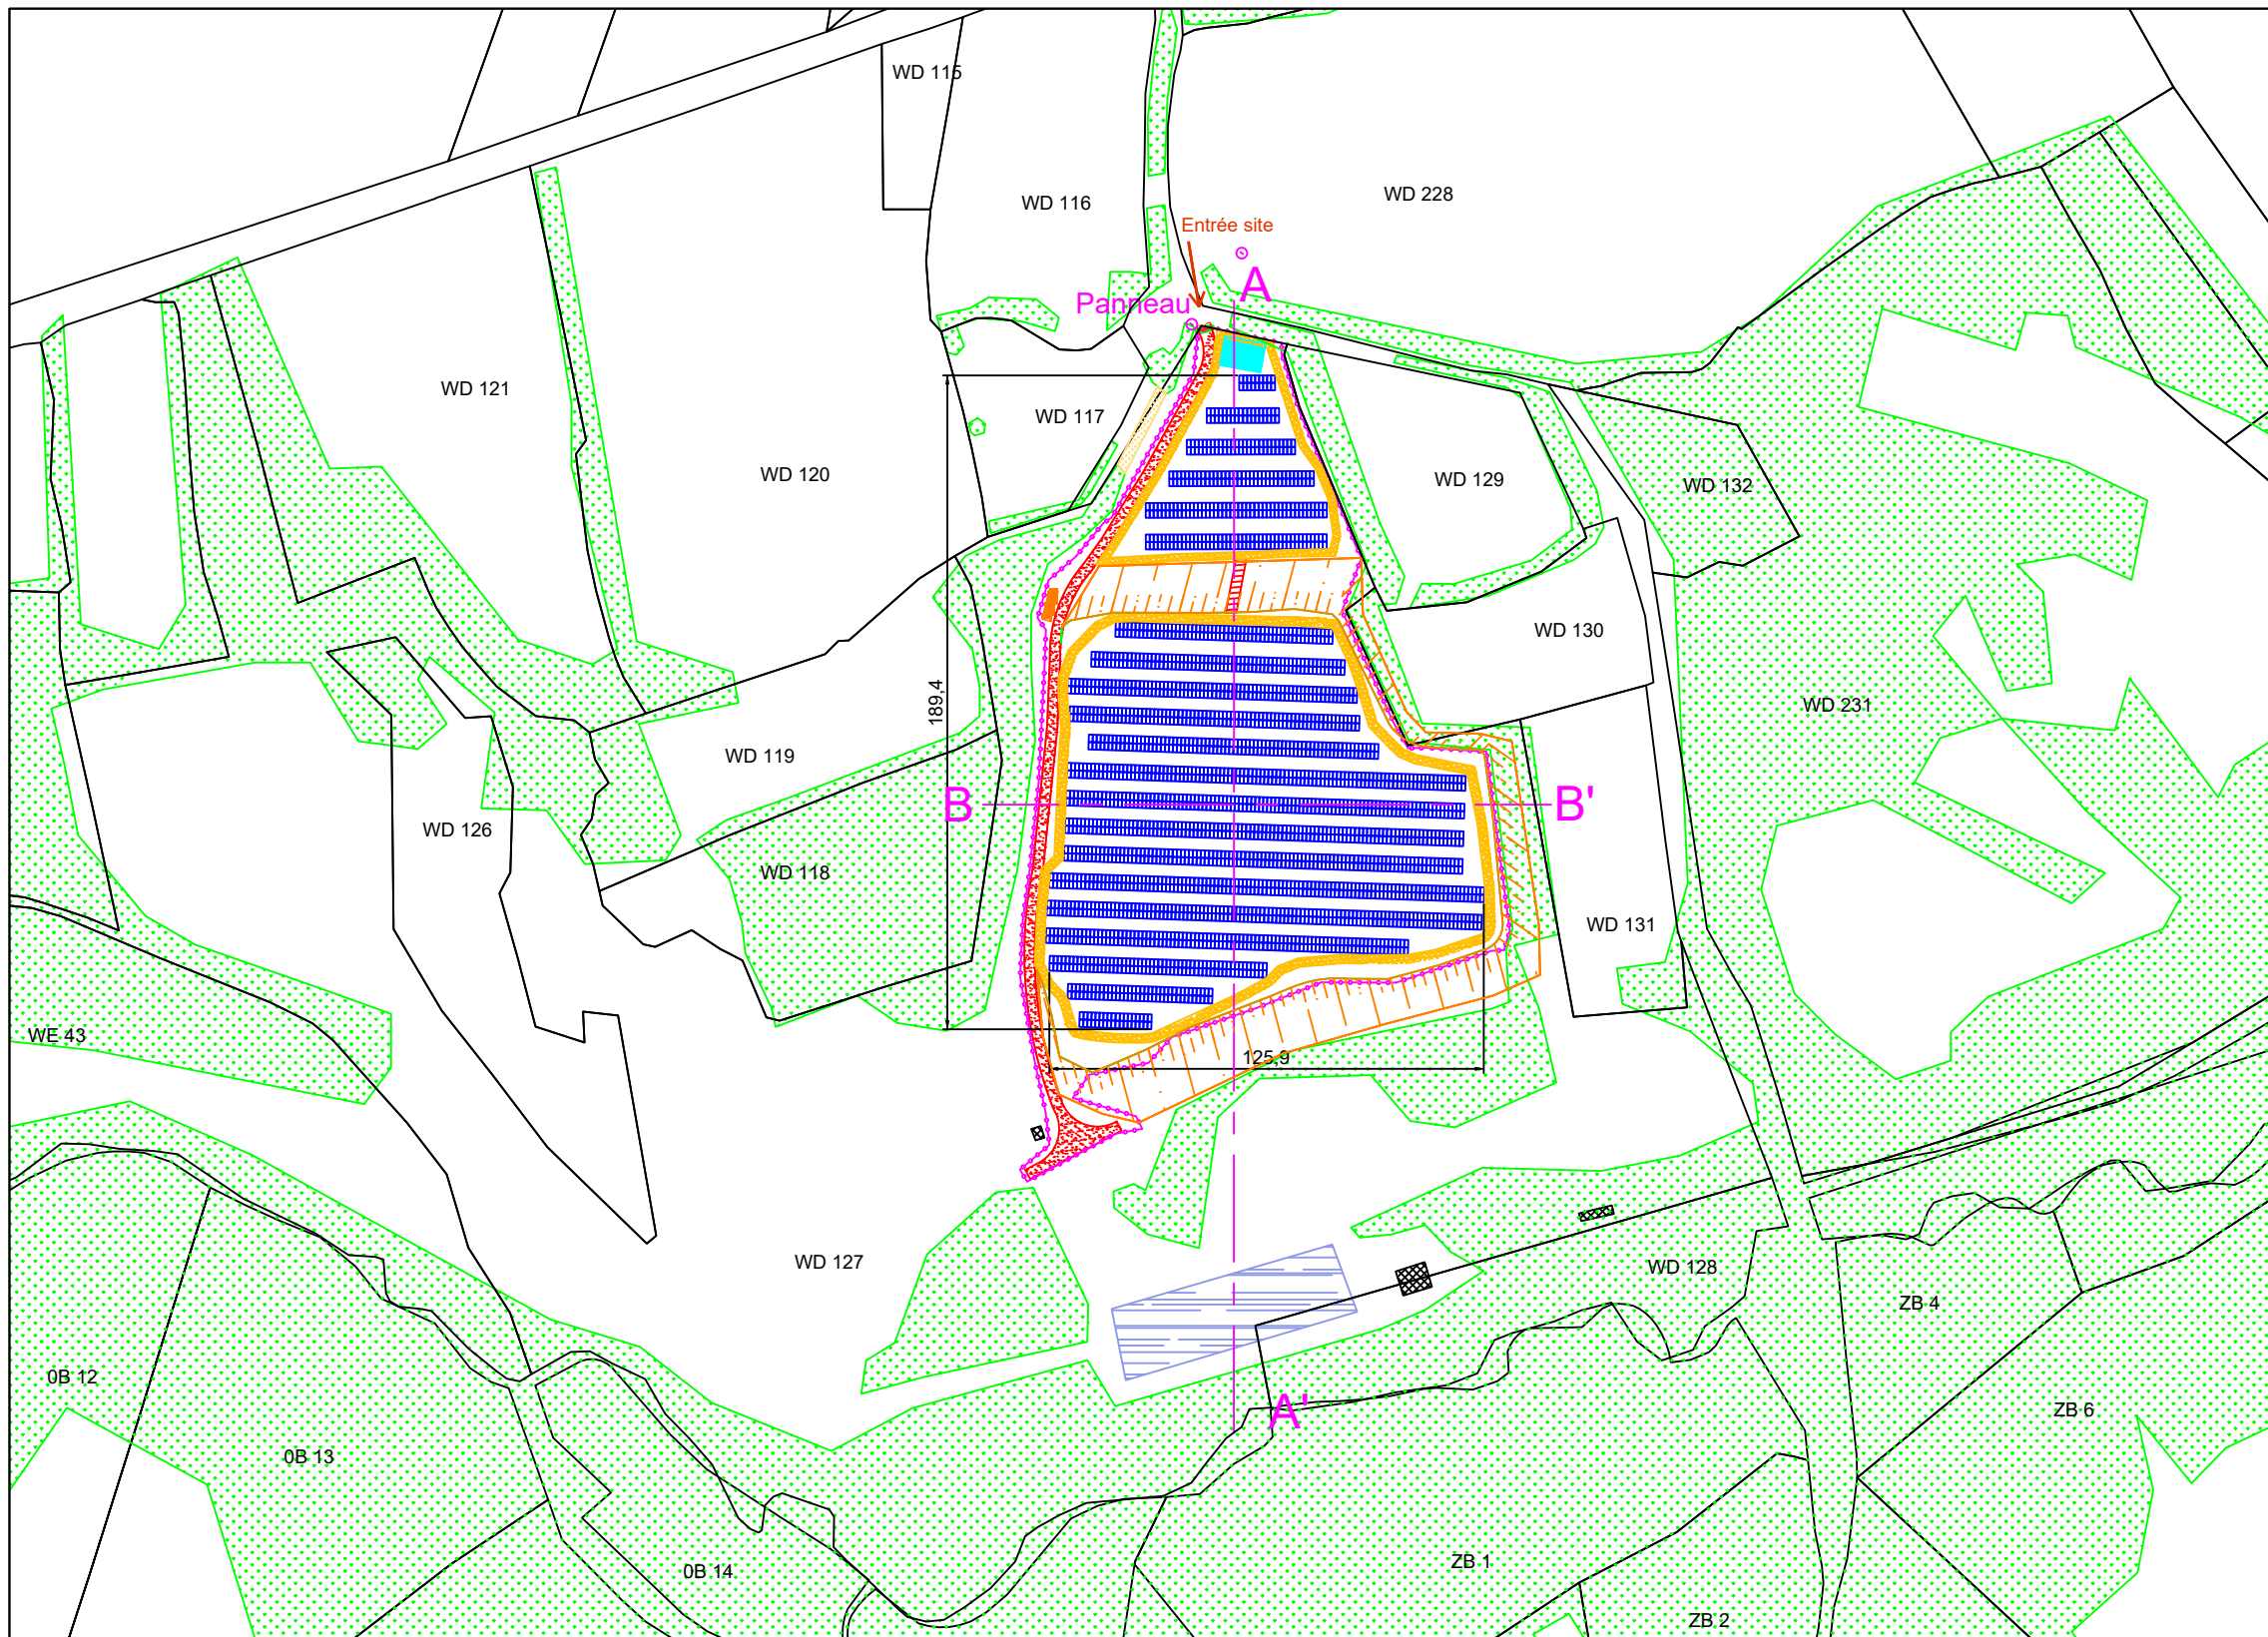 WD 115
WD 116
WD 228
Entrée site
A
Panneau
WD 121
WD 117
WD 120
WD 129
WD 132
WD 130
189,4
WD 231
WD 119
B
B'
WD 126
WD 118
WD 131
WE 43
125,9
WD 127
WD 128
ZB 4
0B 12
A'
ZB 6
0B 13
ZB 1
0B 14
ZB 2